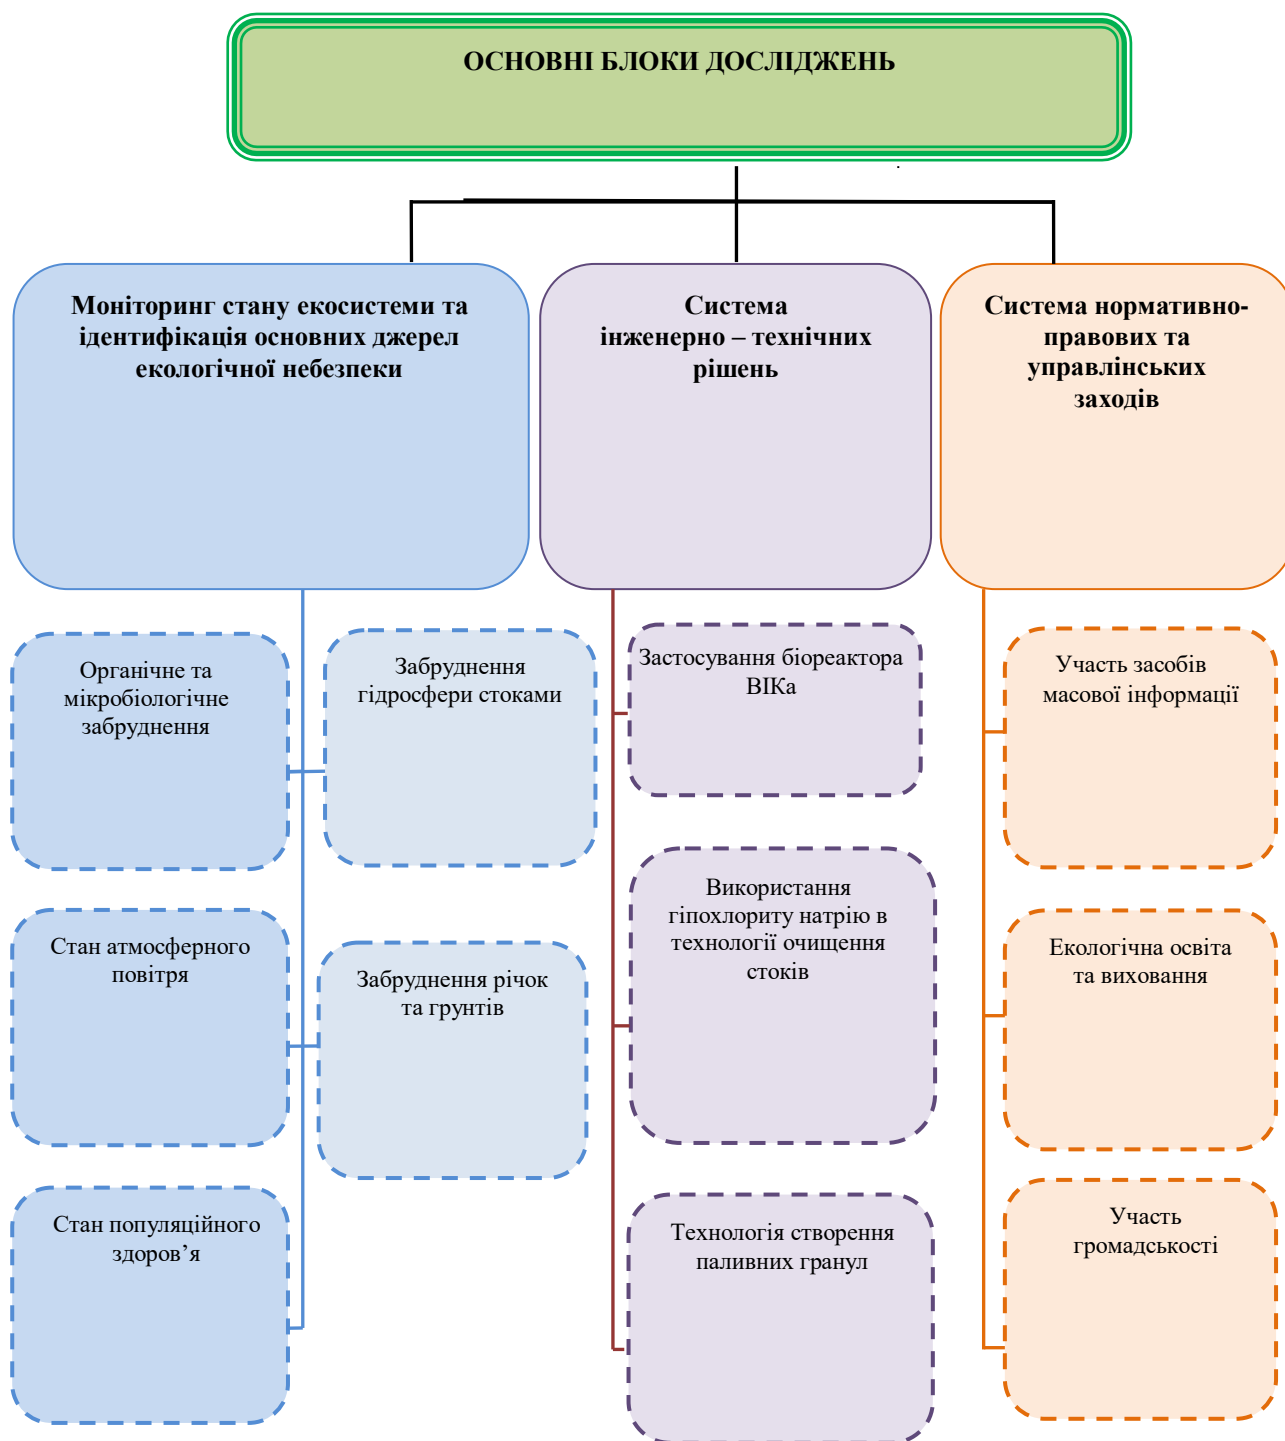 ОСНОВНІ БЛОКИ ДОСЛІДЖЕНЬ
Моніторинг стану екосистеми та
ідентифікація основних джерел
екологічної небезпеки
Система
інженерно – технічних
рішень
Система нормативно-
правових та
управлінських
заходів
Органічне та
мікробіологічне
забруднення
Забруднення
гідросфери стоками
Застосування біореактора
ВІКа
Участь засобів
масової інформації
Стан атмосферного
повітря
Забруднення річок
та грунтів
Використання
гіпохлориту натрію в
технології очищення
стоків
Екологічна освіта
та виховання
Стан популяційного
здоров’я
Технологія створення
паливних гранул
Участь
громадськості